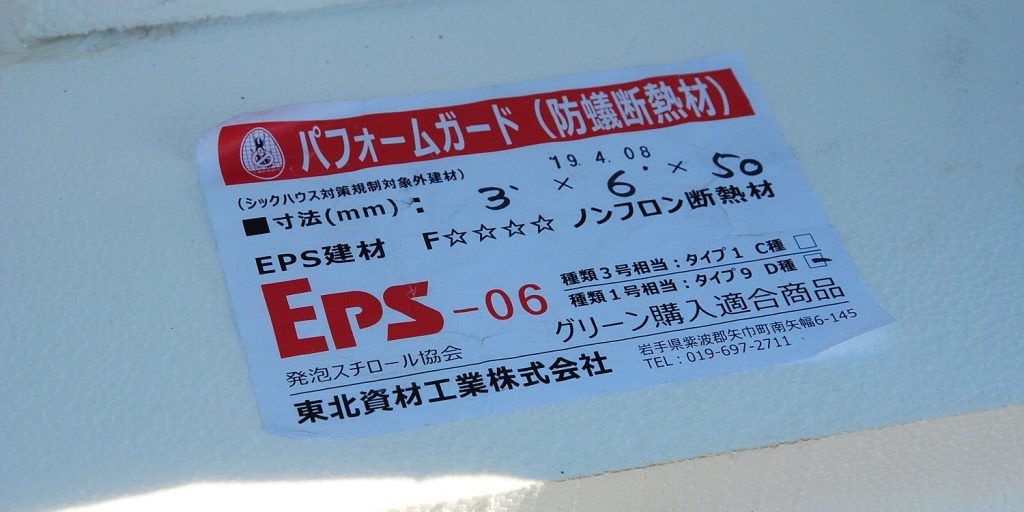 パフォームガード（防蟻断熱材）
（シックハウス対策規制対象外建材）
'19.4.08
■寸法(mm)： 3' × 6' × 50
EPS建材 F☆☆☆☆ ノンフロン断熱材
種類３号相当：タイプ１ C種 □
種類１号相当：タイプ９ D種 □
EPS-06
グリーン購入適合商品
発泡スチロール協会
東北資材工業株式会社
岩手県紫波郡矢巾町南矢幅6-145
TEL：019-697-2711